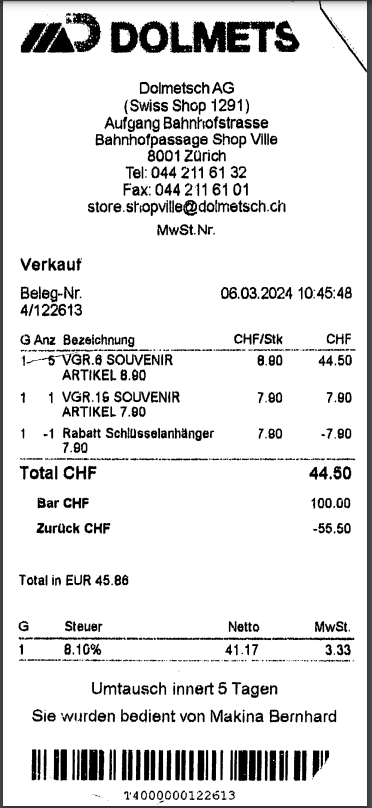 DOLMETS
Dolmetsch AG
(Swiss Shop 1291)
Aufgang Bahnhofstrasse
Bahnhofpassage Shop Ville
8001 Zürich
Tel: 044 211 61 32
Fax: 044 211 61 01
store.shopville@dolmetsch.ch
MwSt.Nr.
Verkauf
Beleg-Nr. 06.03.2024 10:45:48
4/122613
G Anz Bezeichnung CHF/Stk CHF
1 5 VGR.6 SOUVENIR 8.90 44.50
ARTIKEL 8.90
1 1 VGR.15 SOUVENIR 7.90 7.90
ARTIKEL 7.90
1 -1 Rabatt Schlüsselanhänger 7.90 -7.90
7.90
Total CHF 44.50
Bar CHF 100.00
Zurück CHF -55.50
Total in EUR 45.86
G Steuer Netto MwSt.
1 8.10% 41.17 3.33
Umtausch innert 5 Tagen
Sie wurden bedient von Makina Bernhard
14000000122613